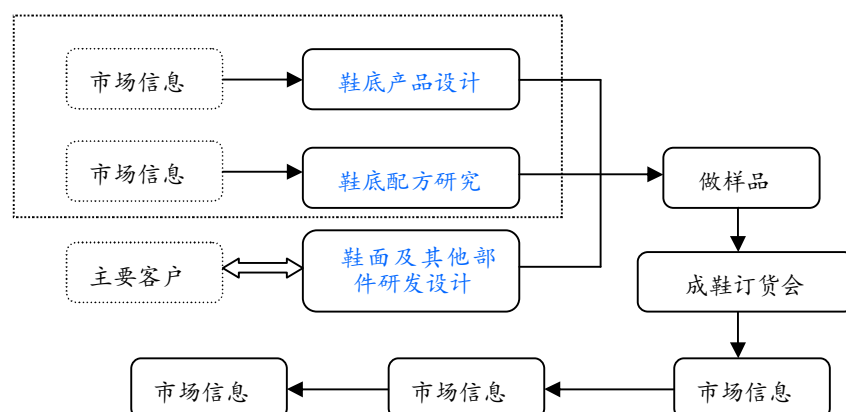 市场信息
鞋底产品设计
市场信息
鞋底配方研究
做样品
主要客户
鞋面及其他部
件研发设计
成鞋订货会
市场信息
市场信息
市场信息